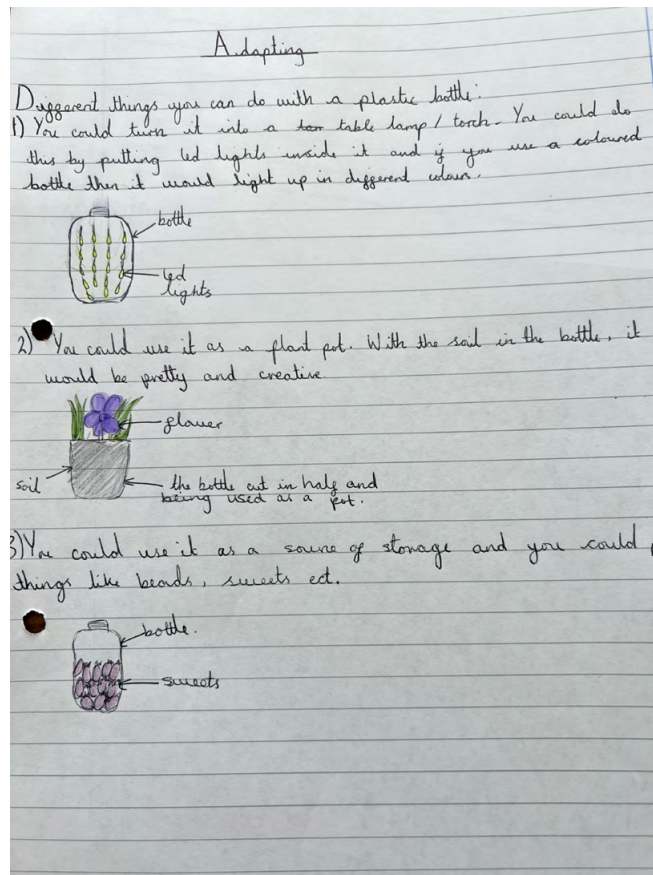 Adapting
Different things you can do with a plastic bottle:
1) You could turn it into a table lamp / torch. You could do
this by putting led lights inside it and if you use a coloured
bottle then it would light up in different colours.
bottle
led
lights
2) You could use it as a plant pot. With the soil in the bottle, it
would be pretty and creative
flower
soil
the bottle cut in half and
being used as a pot.
3) You could use it as a source of storage and you could
things like beads, sweets ect.
bottle.
sweets